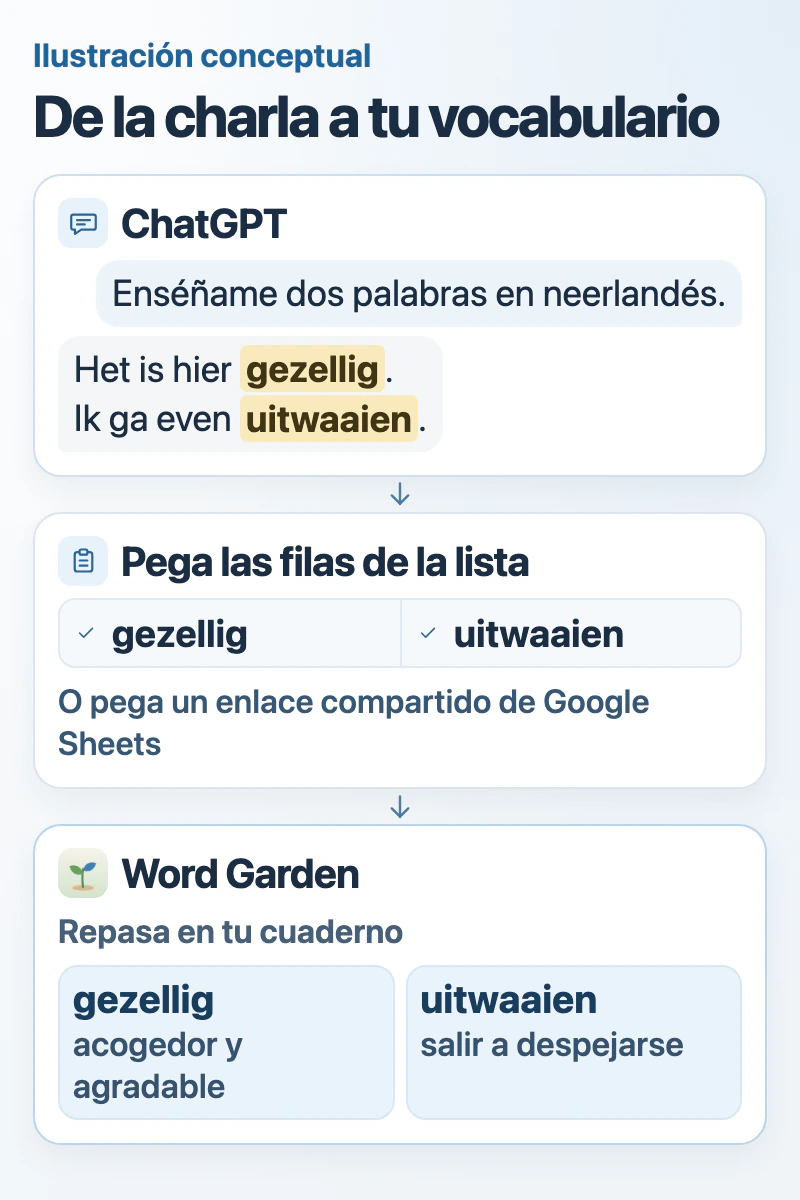 Ilustración conceptual
De la charla a tu vocabulario
ChatGPT
Enséñame dos palabras en neerlandés.
Het is hier gezellig.
Ik ga even uitwaaien.
Pega las filas de la lista
gezellig
uitwaaien
O pega un enlace compartido de Google
Sheets
Word Garden
Repasa en tu cuaderno
gezellig
acogedor y
agradable
uitwaaien
salir a despejarse